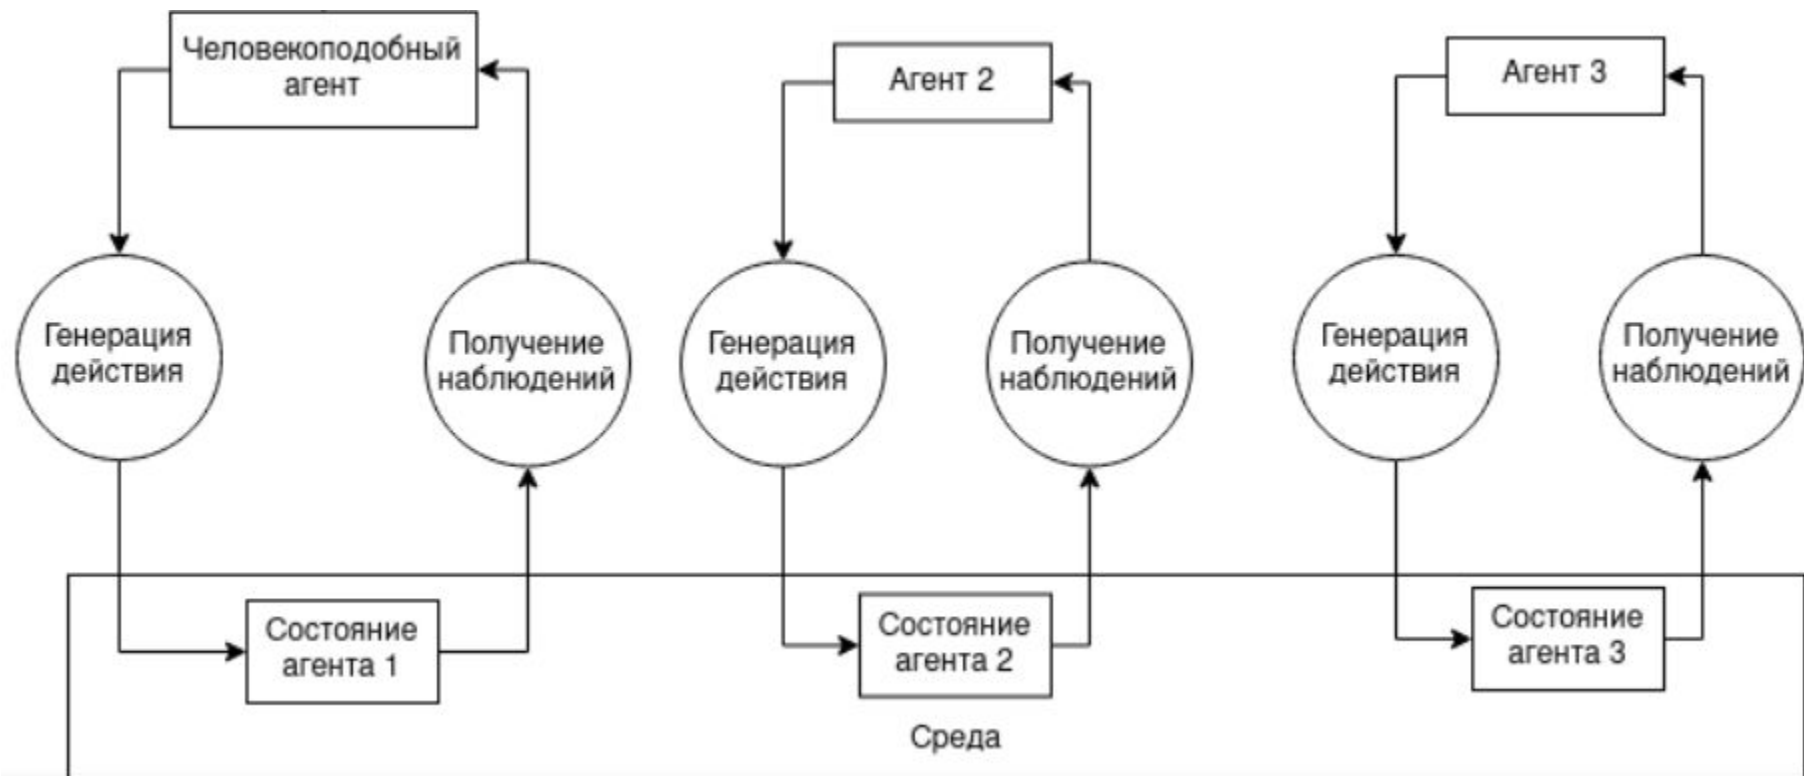 Человекоподобный
агент
Агент 2
Агент 3
Генерация
действия
Получение
наблюдений
Генерация
действия
Получение
наблюдений
Генерация
действия
Получение
наблюдений
Состояние
агента 1
Состояние
агента 2
Состояние
агента 3
Среда